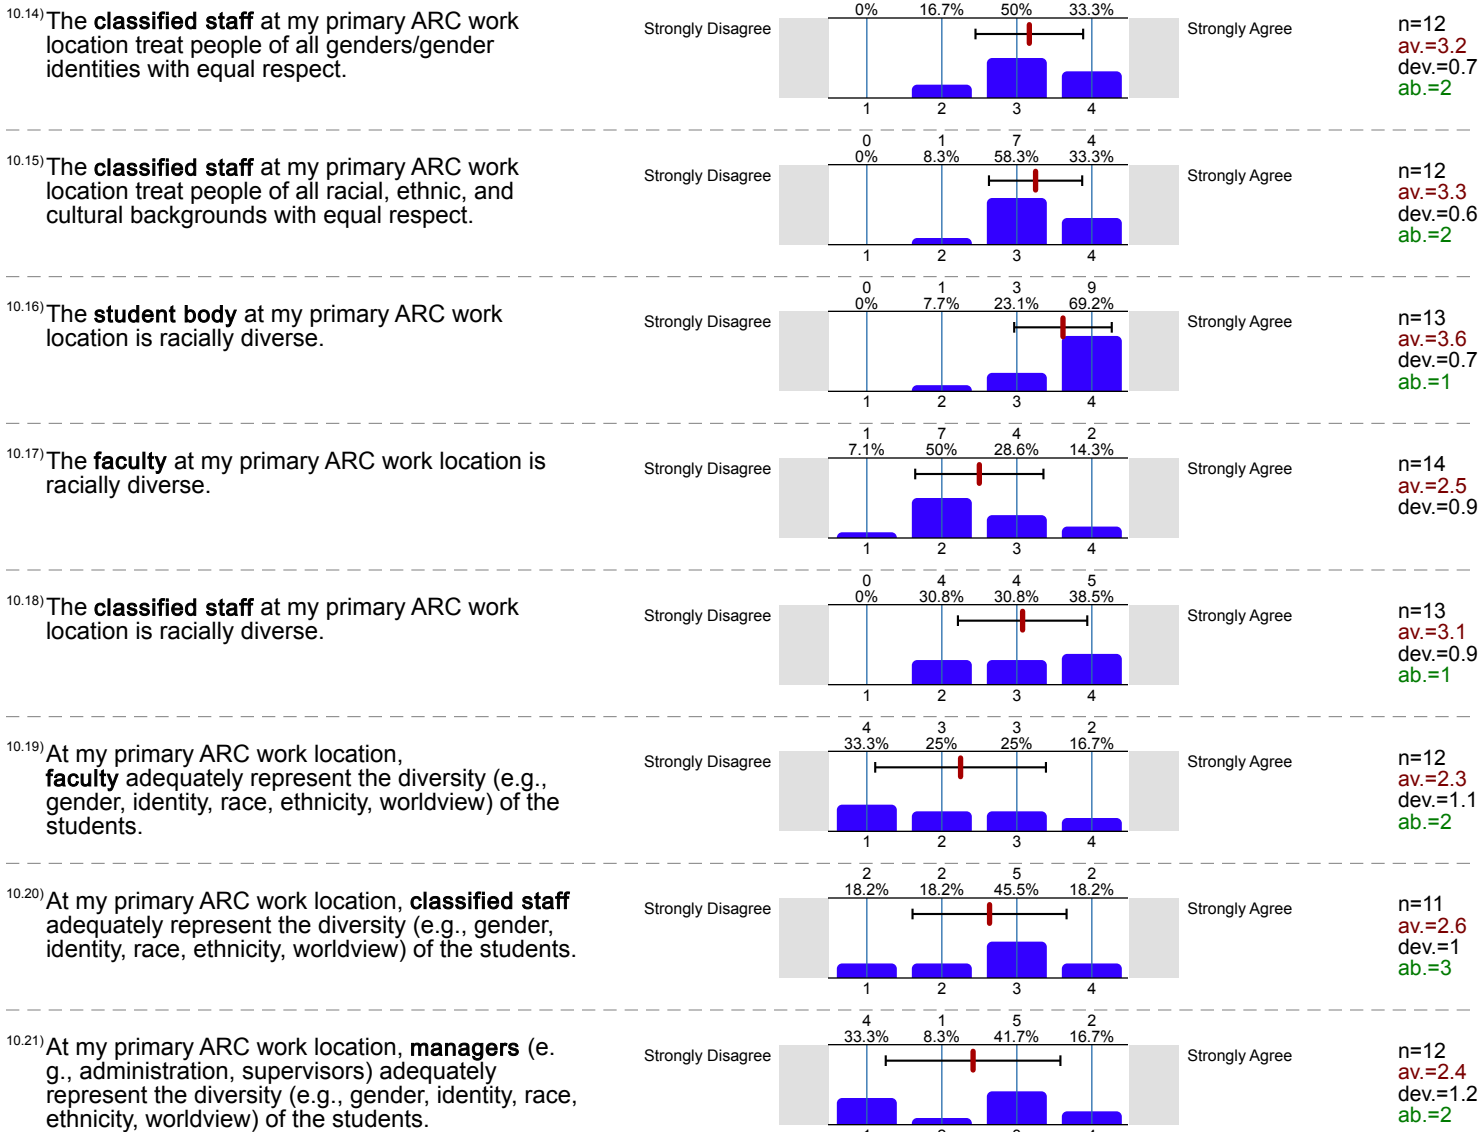 0% 16.7% 50% 33.3%
10.14) The classified staff at my primary ARC work
location treat people of all genders/gender
identities with equal respect.
Strongly Disagree
Strongly Agree
n=12
av.=3.2
dev.=0.7
ab.=2
1 2 3 4
0 1 7 4
0% 8.3% 58.3% 33.3%
10.15) The classified staff at my primary ARC work
location treat people of all racial, ethnic, and
cultural backgrounds with equal respect.
Strongly Disagree
Strongly Agree
n=12
av.=3.3
dev.=0.6
ab.=2
1 2 3 4
0 1 3 9
0% 7.7% 23.1% 69.2%
10.16) The student body at my primary ARC work
location is racially diverse.
Strongly Disagree
Strongly Agree
n=13
av.=3.6
dev.=0.7
ab.=1
1 2 3 4
1 7 4 2
7.1% 50% 28.6% 14.3%
10.17) The faculty at my primary ARC work location is
racially diverse.
Strongly Disagree
Strongly Agree
n=14
av.=2.5
dev.=0.9
1 2 3 4
0 4 4 5
0% 30.8% 30.8% 38.5%
10.18) The classified staff at my primary ARC work
location is racially diverse.
Strongly Disagree
Strongly Agree
n=13
av.=3.1
dev.=0.9
ab.=1
1 2 3 4
4 3 3 2
33.3% 25% 25% 16.7%
10.19) At my primary ARC work location,
faculty adequately represent the diversity (e.g.,
gender, identity, race, ethnicity, worldview) of the
students.
Strongly Disagree
Strongly Agree
n=12
av.=2.3
dev.=1.1
ab.=2
1 2 3 4
2 2 5 2
18.2% 18.2% 45.5% 18.2%
10.20) At my primary ARC work location, classified staff
adequately represent the diversity (e.g., gender,
identity, race, ethnicity, worldview) of the students.
Strongly Disagree
Strongly Agree
n=11
av.=2.6
dev.=1
ab.=3
1 2 3 4
4 1 5 2
33.3% 8.3% 41.7% 16.7%
10.21) At my primary ARC work location, managers (e.
g., administration, supervisors) adequately
represent the diversity (e.g., gender, identity, race,
ethnicity, worldview) of the students.
Strongly Disagree
Strongly Agree
n=12
av.=2.4
dev.=1.2
ab.=2